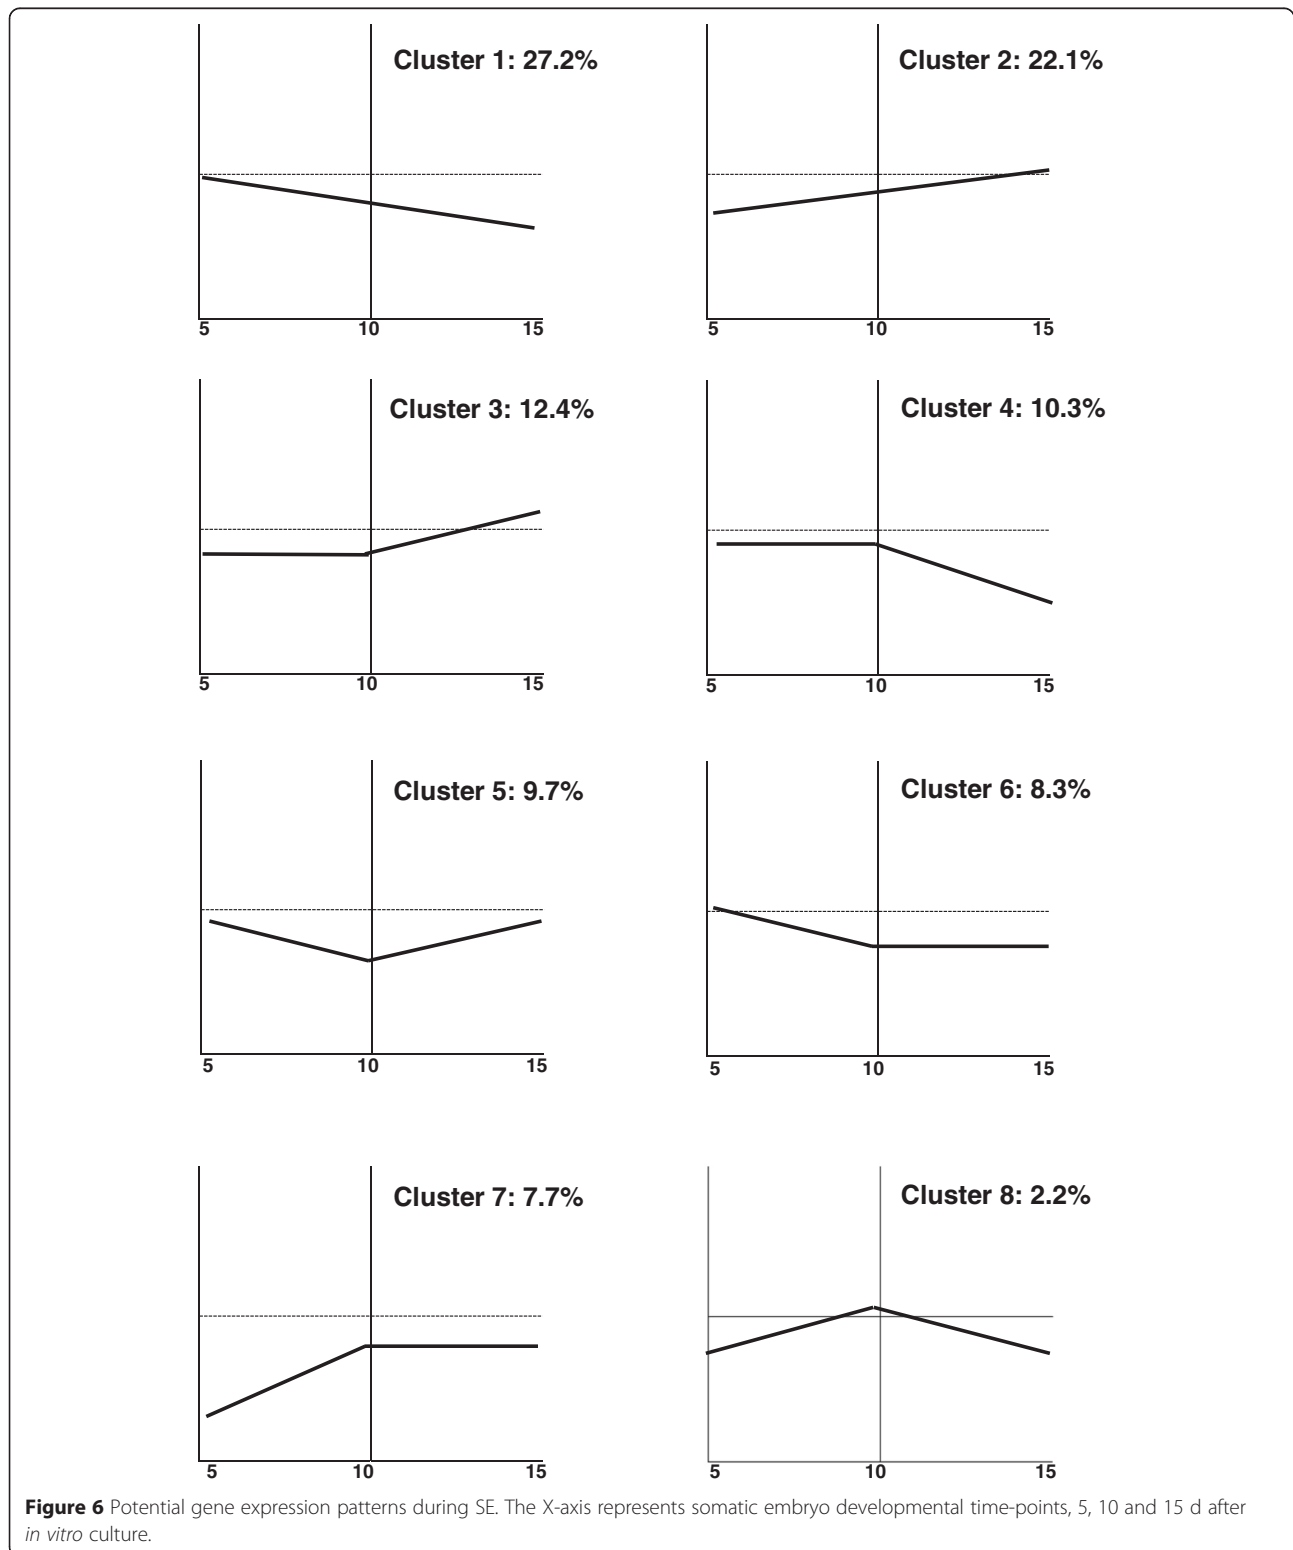 Cluster 1: 27.2%
5 10 15
Cluster 2: 22.1%
5 10 15
Cluster 3: 12.4%
5 10 15
Cluster 4: 10.3%
5 10 15
Cluster 5: 9.7%
5 10 15
Cluster 6: 8.3%
5 10 15
Cluster 7: 7.7%
5 10 15
Cluster 8: 2.2%
5 10 15
Figure 6 Potential gene expression patterns during SE. The X-axis represents somatic embryo developmental time-points, 5, 10 and 15 d after
in vitro culture.